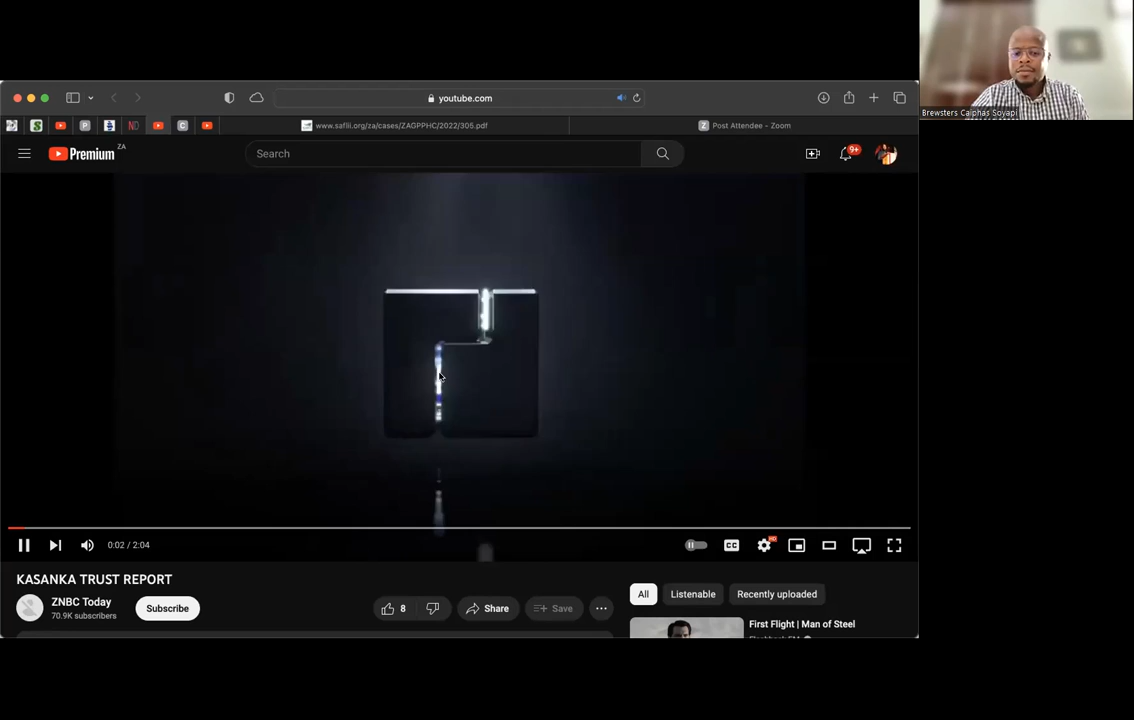 youtube.com
www.saflii.org/za/cases/ZAGPPHC/2022/305.pdf
Post Attendee - Zoom
Premium ZA
Search
9+
Brewsters Caiphas Soyapi
0:02 / 2:04
CC
HD
KASANKA TRUST REPORT
ZNBC Today
70.9K subscribers
Subscribe
8
Share
Save
All
Listenable
Recently uploaded
First Flight | Man of Steel